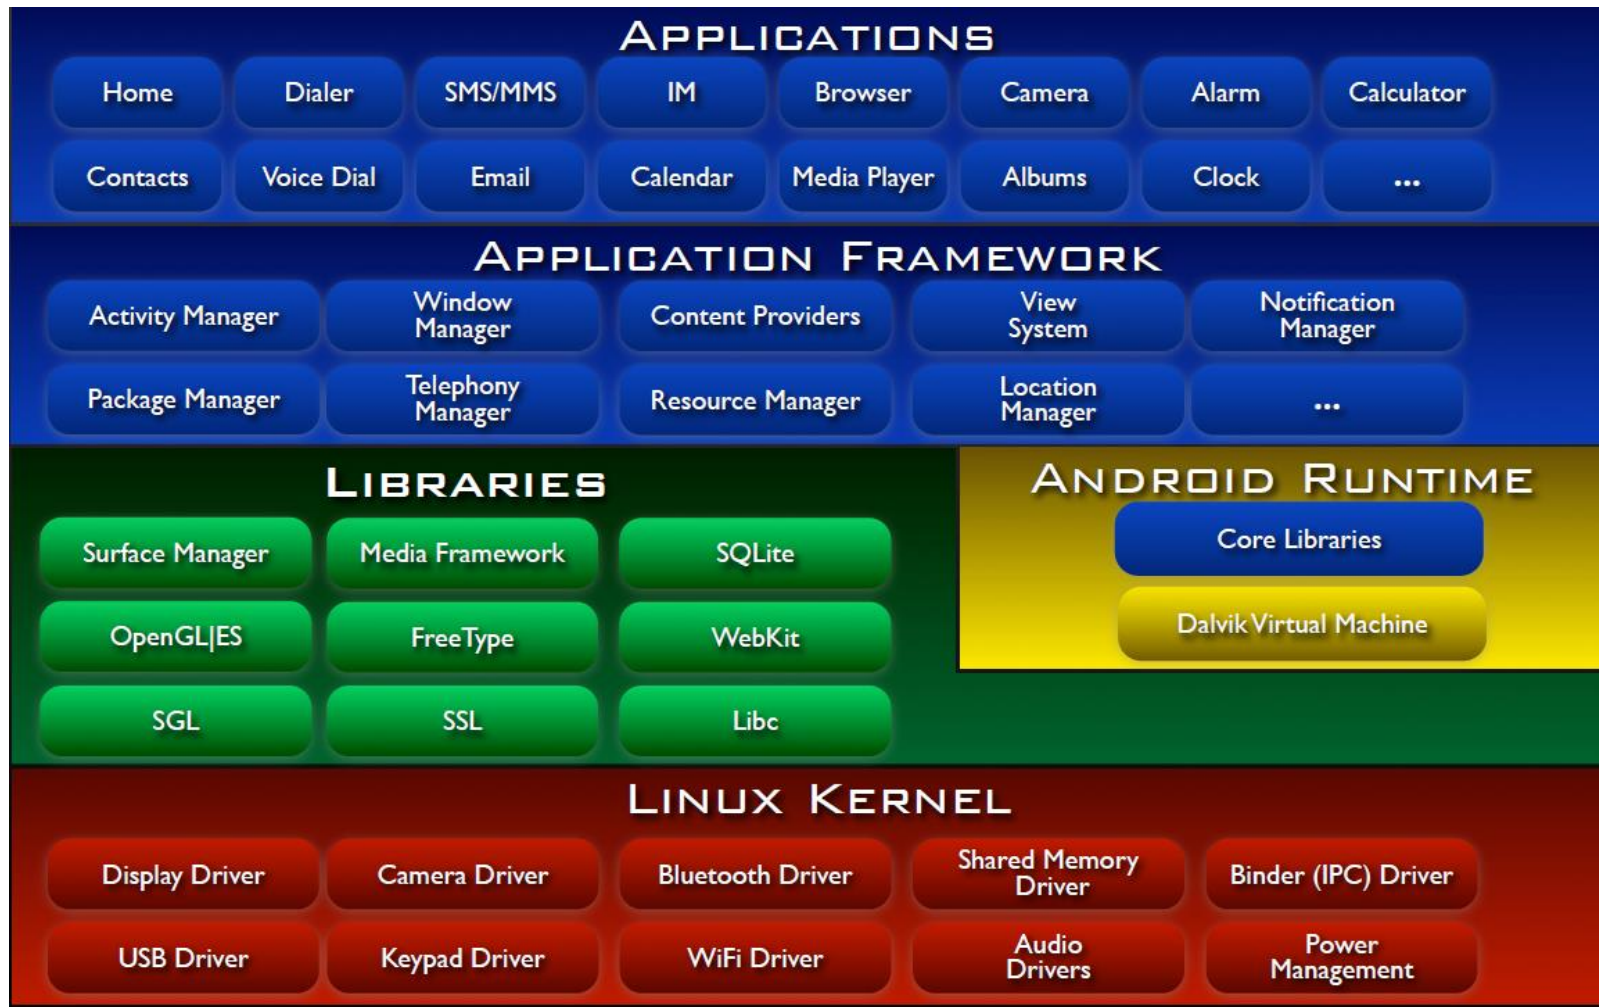 APPLICATIONS
Home
Dialer
SMS/MMS
IM
Browser
Camera
Alarm
Calculator
Contacts
Voice Dial
Email
Calendar
Media Player
Albums
Clock
...
APPLICATION FRAMEWORK
Activity Manager
Window
Manager
Content Providers
View
System
Notification
Manager
Package Manager
Telephony
Manager
Resource Manager
Location
Manager
...
LIBRARIES
Surface Manager
Media Framework
SQLite
OpenGL|ES
FreeType
WebKit
SGL
SSL
Libc
ANDROID RUNTIME
Core Libraries
Dalvik Virtual Machine
LINUX KERNEL
Display Driver
Camera Driver
Bluetooth Driver
Shared Memory
Driver
Binder (IPC) Driver
USB Driver
Keypad Driver
WiFi Driver
Audio
Drivers
Power
Management